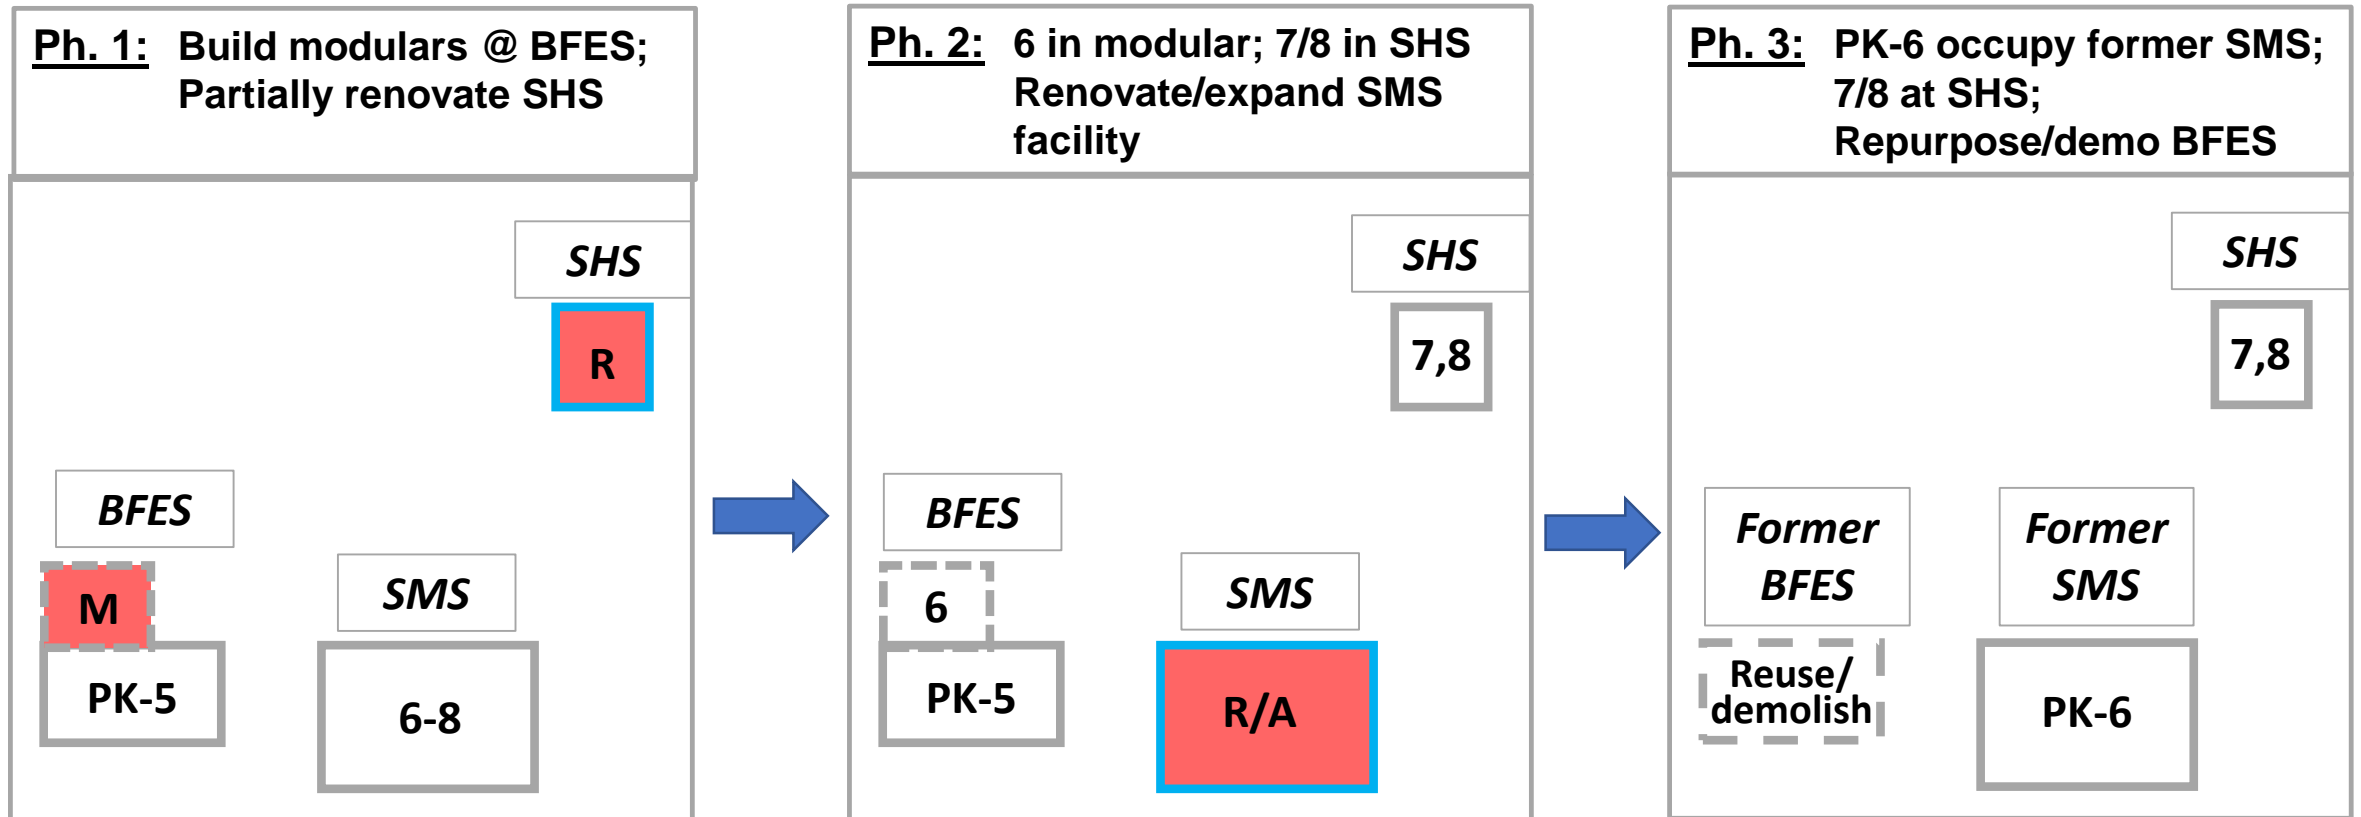 Ph. 1: Build modulars @ BFES;
Partially renovate SHS
SHS
R
BFES
M
PK-5
SMS
6-8
Ph. 2: 6 in modular; 7/8 in SHS
Renovate/expand SMS
facility
SHS
7,8
BFES
6
PK-5
SMS
R/A
Ph. 3: PK-6 occupy former SMS;
7/8 at SHS;
Repurpose/demo BFES
SHS
7,8
Former
BFES
Reuse/
demolish
Former
SMS
PK-6